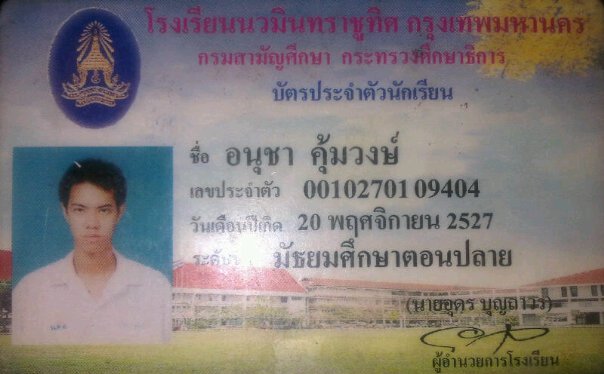 โรงเรียนนวมินทราชูทิศ กรุงเทพมหานคร
กรมสามัญศึกษา กระทรวงศึกษาธิการ
บัตรประจำตัวนักเรียน
ชื่อ อนุชา คุ้มวงษ์
เลขประจำตัว 0010270109404
วันเดือนปีเกิด 20 พฤศจิกายน 2527
ระดับ มัธยมศึกษาตอนปลาย
(นายอุดร บุญถาวร)
ผู้อำนวยการโรงเรียน